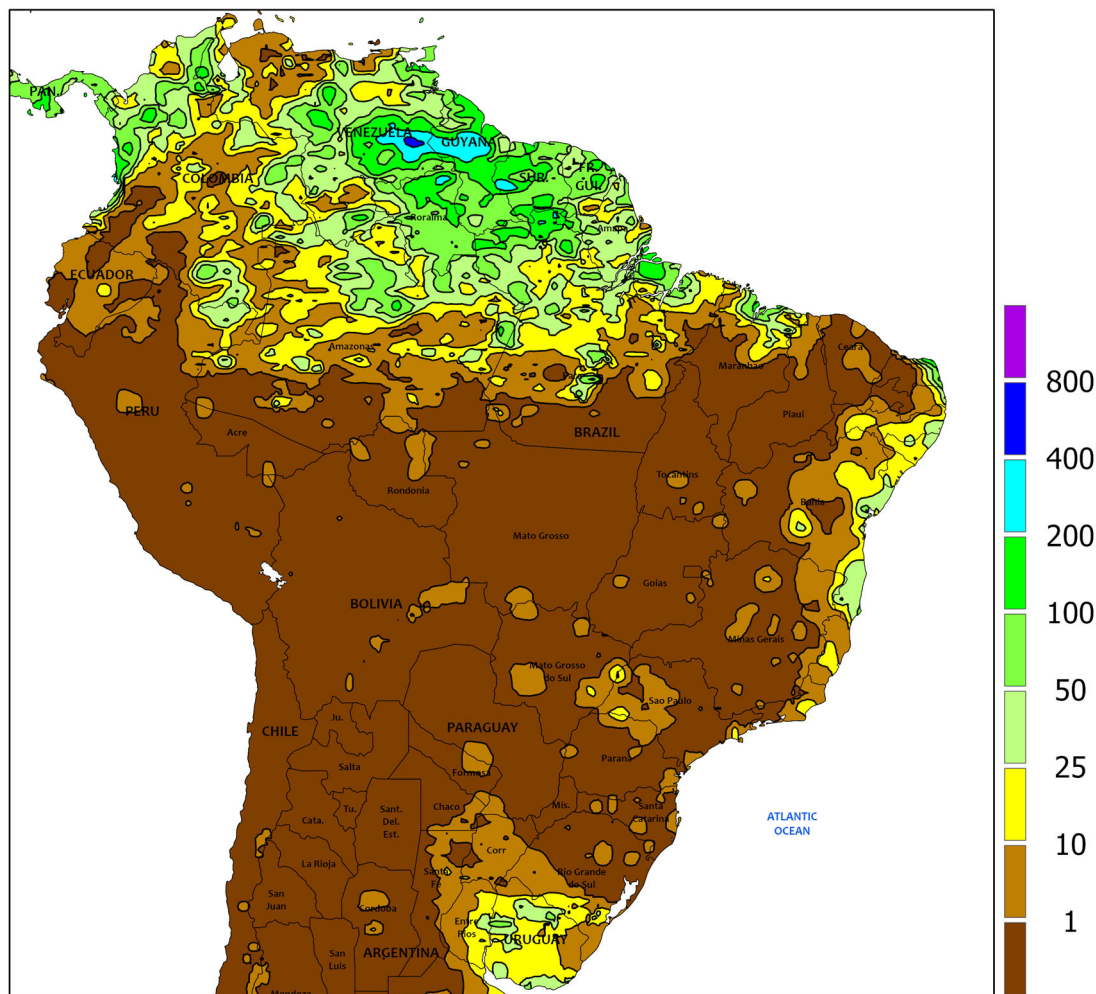 PAN.
VENEZUELA
GUYANA
COLOMBIA
SUR.
FR.
GUI.
Roraima
Amapa
ECUADOR
Amazonas
Ceara
Maranhao
800
PERU
Piaui
Acre
BRAZIL
400
Tocantins
Rondonia
Bahia
200
Mato Grosso
Goias
BOLIVIA
100
Minas Gerais
Mato Grosso
do Sul
50
Sao Paulo
Ju.
CHILE
PARAGUAY
Parana
Salta
Formosa
25
Tu.
Sant.
Del.
Est.
Chaco
Mis.
Santa
Catarina
Cata.
ATLANTIC
OCEAN
Corr
10
La Rioja
Santa
Fe
Rio Grande
do Sul
San
Juan
Cordoba
1
Entre
Rios
URUGUAY
San
Luis
ARGENTINA
Mendoza